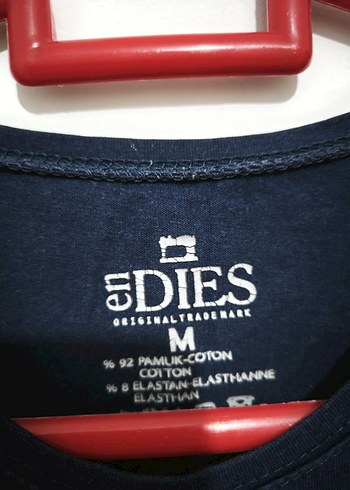 en DIES
ORIGINAL TRADE MARK
M
% 92 PAMUK-COTON
COTTON
% 8 ELASTAN-ELASTHANNE
ELASTHAN